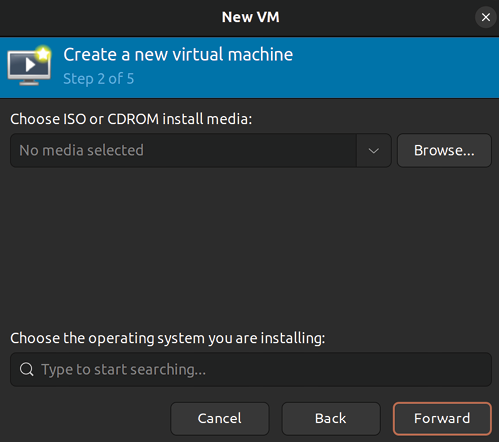 New VM
Create a new virtual machine
Step 2 of 5
Choose ISO or CDROM install media:
No media selected
Browse...
Choose the operating system you are installing:
Type to start searching...
Cancel
Back
Forward